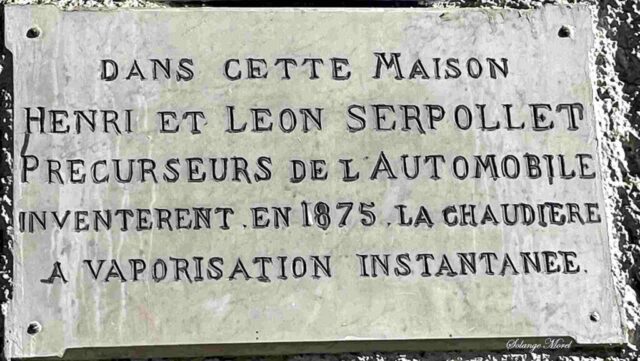 DANS CETTE MAISON
HENRI ET LEON SERPOLLET
PRECURSEURS DE L'AUTOMOBILE
INVENTERENT . EN 1875 . LA CHAUDIERE
A VAPORISATION INSTANTANEE.
Solange Morel